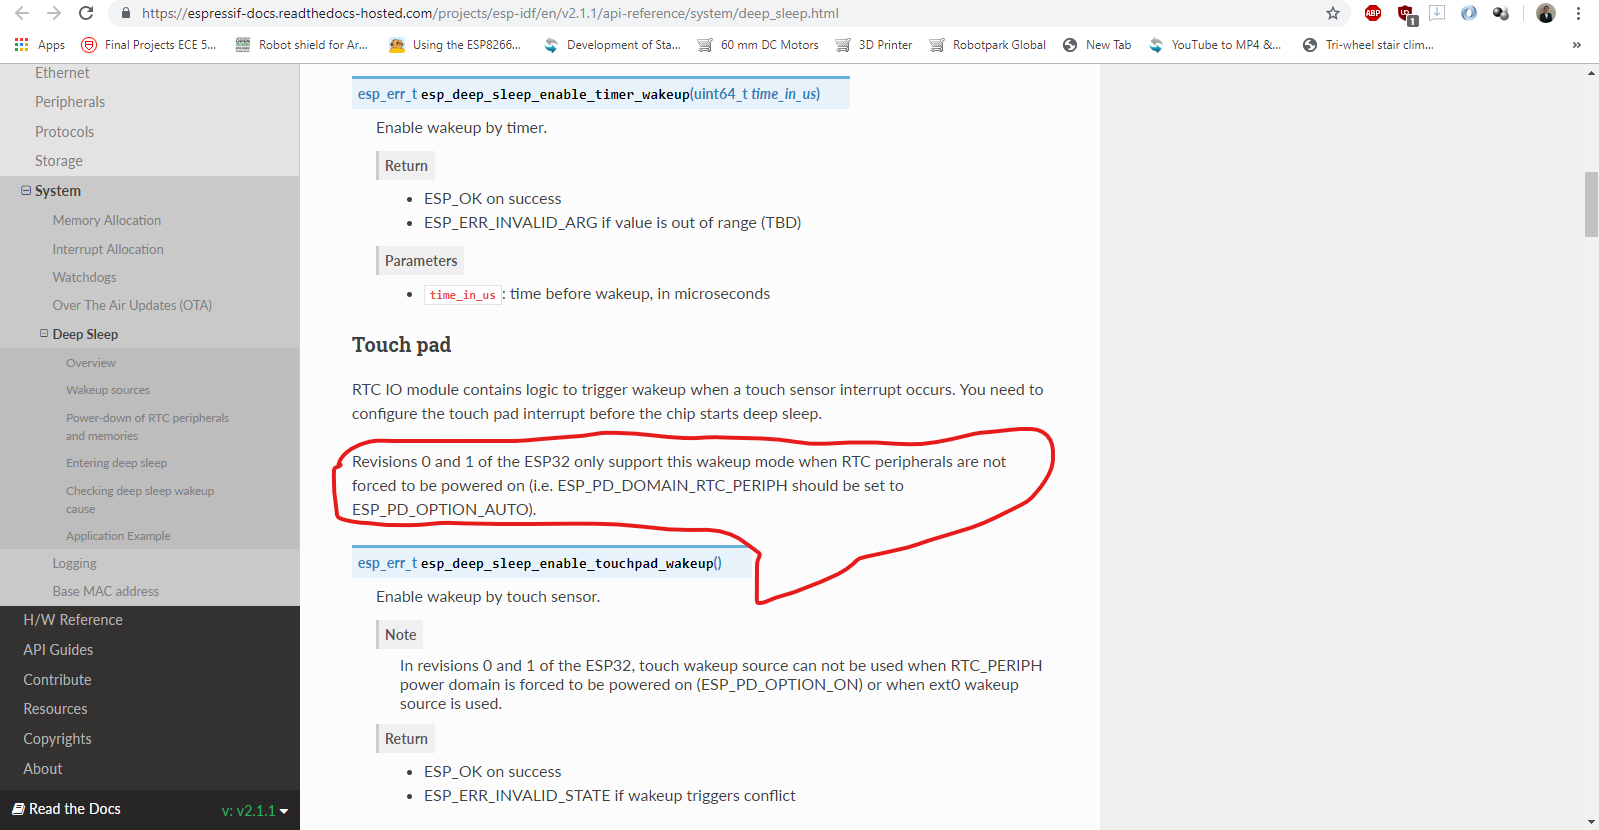 https://espressif-docs.readthedocs-hosted.com/projects/esp-idf/en/v2.1.1/api-reference/system/deep_sleep.html
ABP
UD
1
Apps
Final Projects ECE 5...
Robot shield for Ar...
Using the ESP8266...
Development of Sta...
60 mm DC Motors
3D Printer
Robotpark Global
New Tab
YouTube to MP4 &...
Tri-wheel stair clim...
»
Ethernet
Peripherals
Protocols
Storage
System
Memory Allocation
Interrupt Allocation
Watchdogs
Over The Air Updates (OTA)
Deep Sleep
Overview
Wakeup sources
Power-down of RTC peripherals
and memories
Entering deep sleep
Checking deep sleep wakeup
cause
Application Example
Logging
Base MAC address
H/W Reference
API Guides
Contribute
Resources
Copyrights
About
Read the Docs
v: v2.1.1
esp_err_t esp_deep_sleep_enable_timer_wakeup(uint64_t time_in_us)
Enable wakeup by timer.
Return
• ESP_OK on success
• ESP_ERR_INVALID_ARG if value is out of range (TBD)
Parameters
• time_in_us : time before wakeup, in microseconds
Touch pad
RTC IO module contains logic to trigger wakeup when a touch sensor interrupt occurs. You need to
configure the touch pad interrupt before the chip starts deep sleep.
Revisions 0 and 1 of the ESP32 only support this wakeup mode when RTC peripherals are not
forced to be powered on (i.e. ESP_PD_DOMAIN_RTC_PERIPH should be set to
ESP_PD_OPTION_AUTO).
esp_err_t esp_deep_sleep_enable_touchpad_wakeup()
Enable wakeup by touch sensor.
Note
In revisions 0 and 1 of the ESP32, touch wakeup source can not be used when RTC_PERIPH
power domain is forced to be powered on (ESP_PD_OPTION_ON) or when ext0 wakeup
source is used.
Return
• ESP_OK on success
• ESP_ERR_INVALID_STATE if wakeup triggers conflict